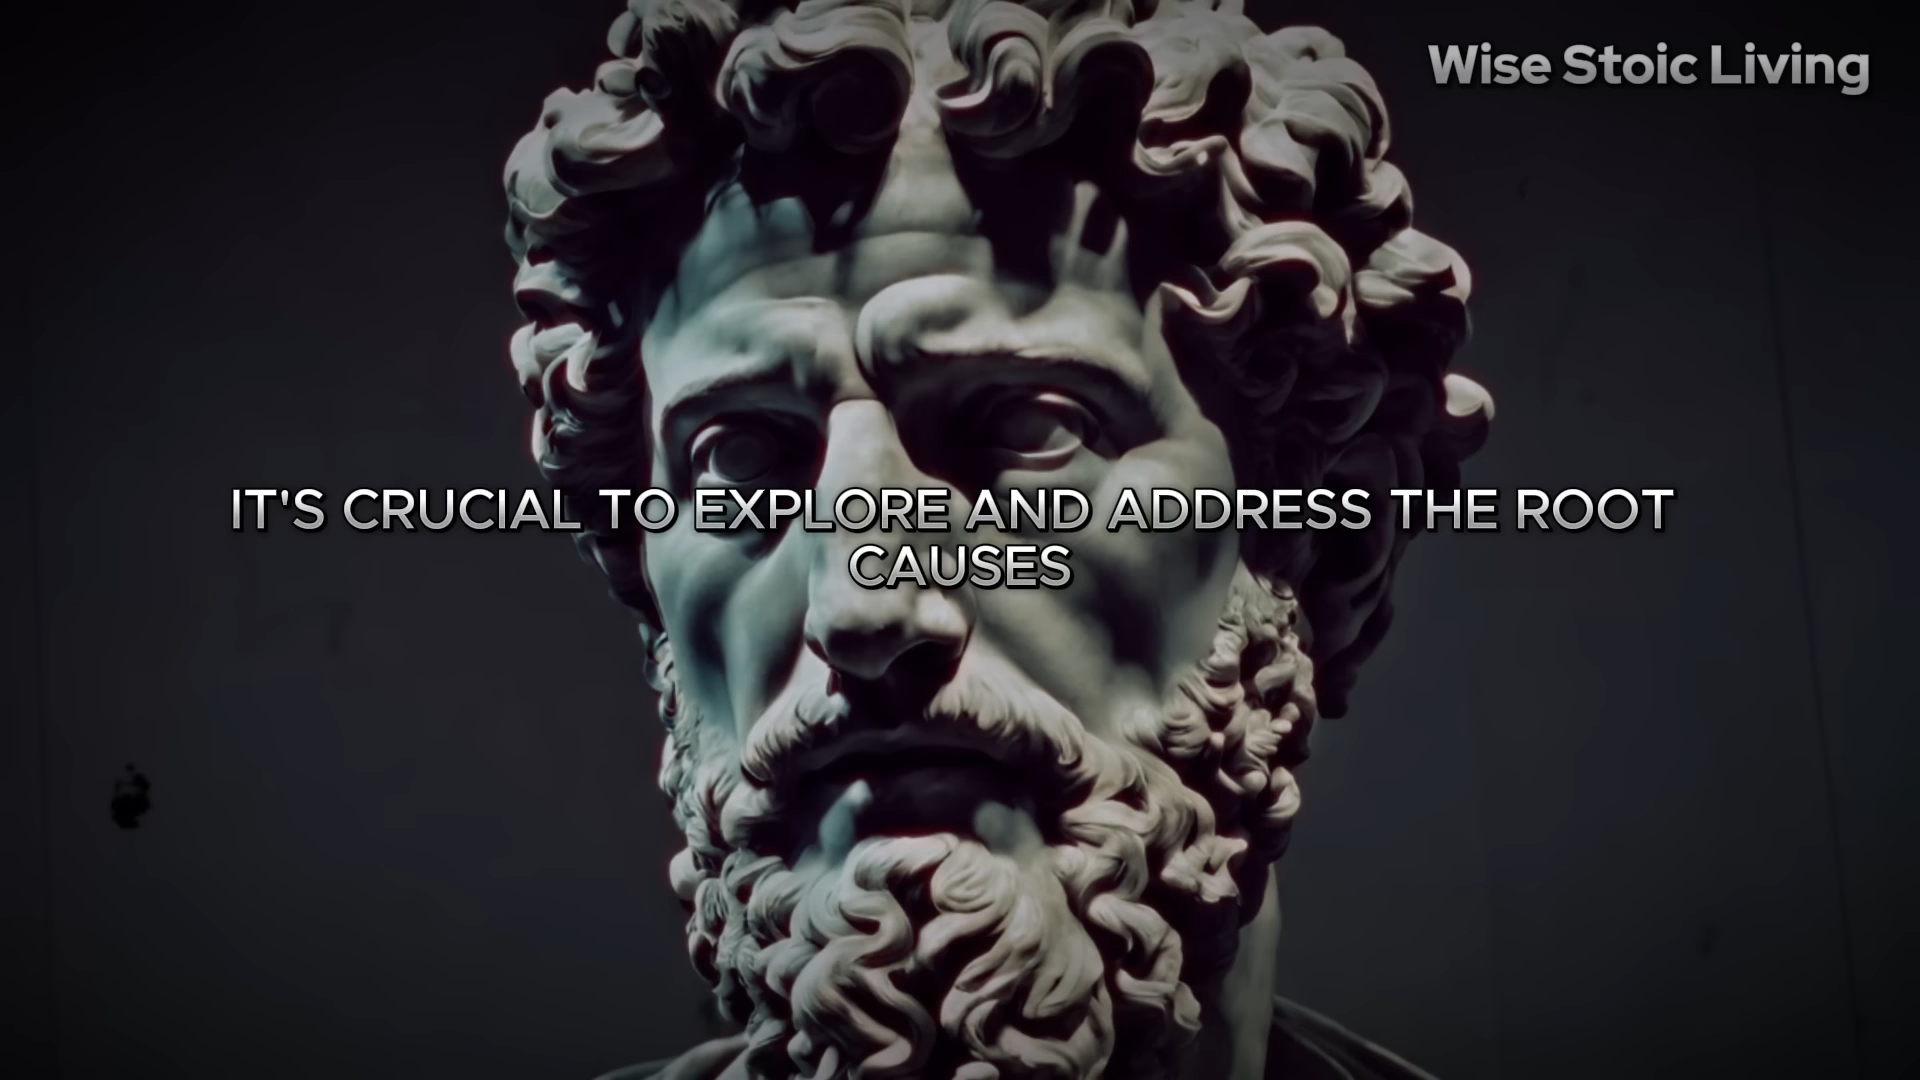 Wise Stoic Living
IT'S CRUCIAL TO EXPLORE AND ADDRESS THE ROOT
CAUSES